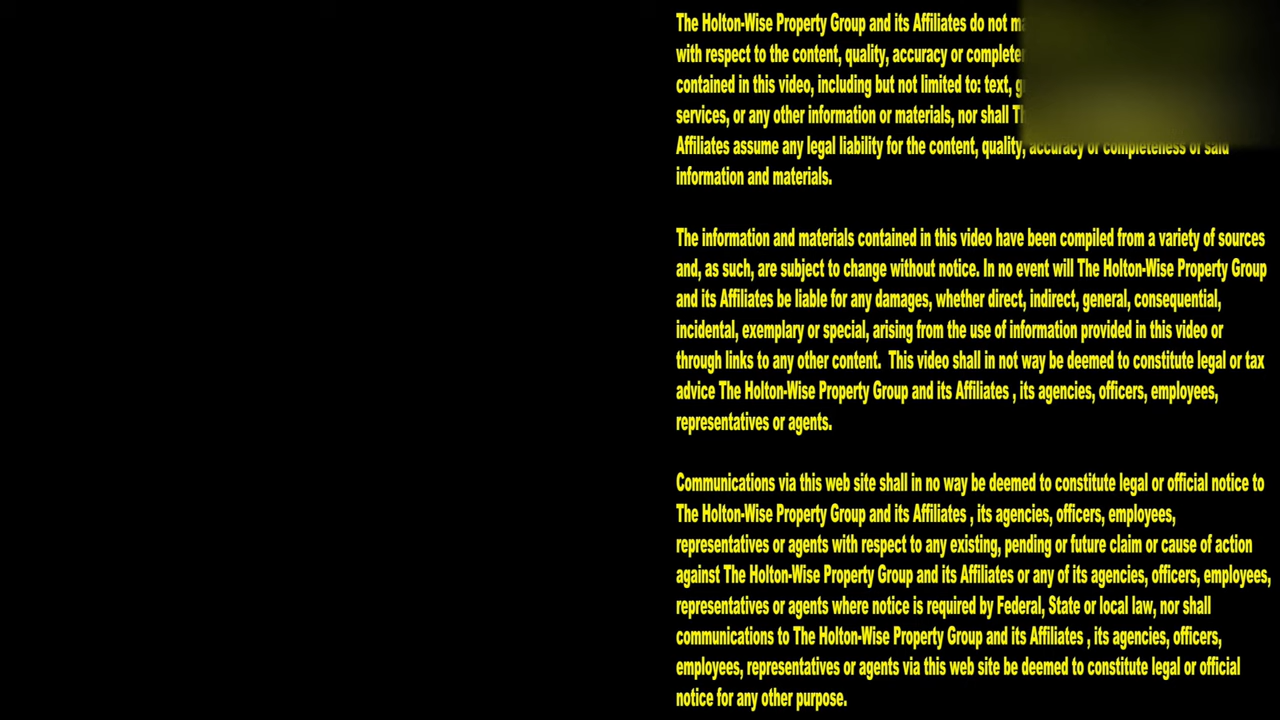 The Holton-Wise Property Group and its Affiliates do not
with respect to the content, quality, accuracy or
contained in this video, including but not limited to: text,
services, or any other information or materials, nor shall
Affiliates assume any legal liability for the content, quality, accuracy or completeness of said
information and materials.
The information and materials contained in this video have been compiled from a variety of sources
and, as such, are subject to change without notice. In no event will The Holton-Wise Property Group
and its Affiliates be liable for any damages, whether direct, indirect, general, consequential,
incidental, exemplary or special, arising from the use of information provided in this video or
through links to any other content. This video shall in not way be deemed to constitute legal or tax
advice The Holton-Wise Property Group and its Affiliates , its agencies, officers, employees,
representatives or agents.
Communications via this web site shall in no way be deemed to constitute legal or official notice to
The Holton-Wise Property Group and its Affiliates , its agencies, officers, employees,
representatives or agents with respect to any existing, pending or future claim or cause of action
against The Holton-Wise Property Group and its Affiliates or any of its agencies, officers, employees,
representatives or agents where notice is required by Federal, State or local law, nor shall
communications to The Holton-Wise Property Group and its Affiliates , its agencies, officers,
employees, representatives or agents via this web site be deemed to constitute legal or official
notice for any other purpose.